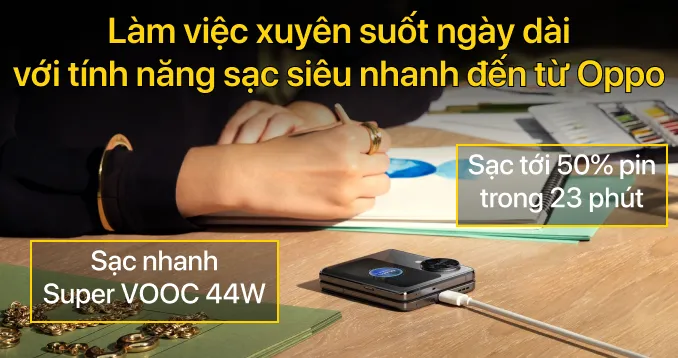 Làm việc xuyên suốt ngày dài
với tính năng sạc siêu nhanh đến từ Oppo
Sạc tới 50% pin
trong 23 phút
Sạc nhanh
Super VOOC 44W